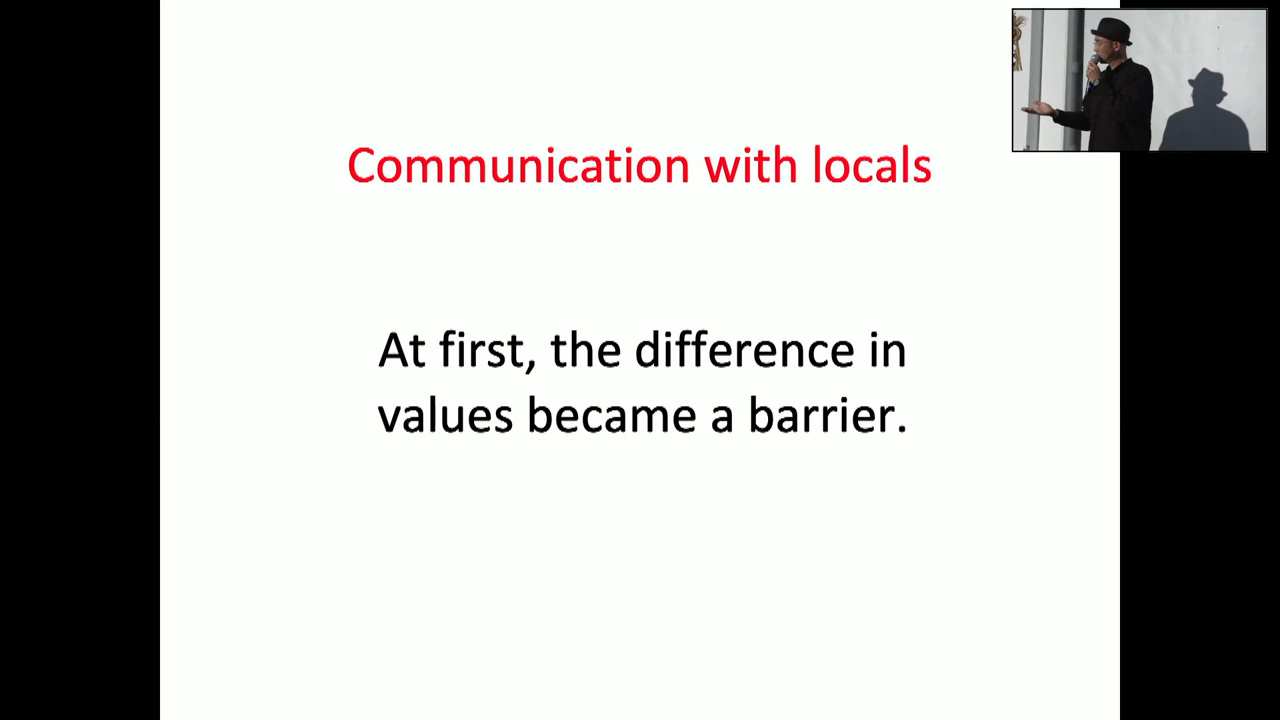 Communication with locals
At first, the difference in
values became a barrier.